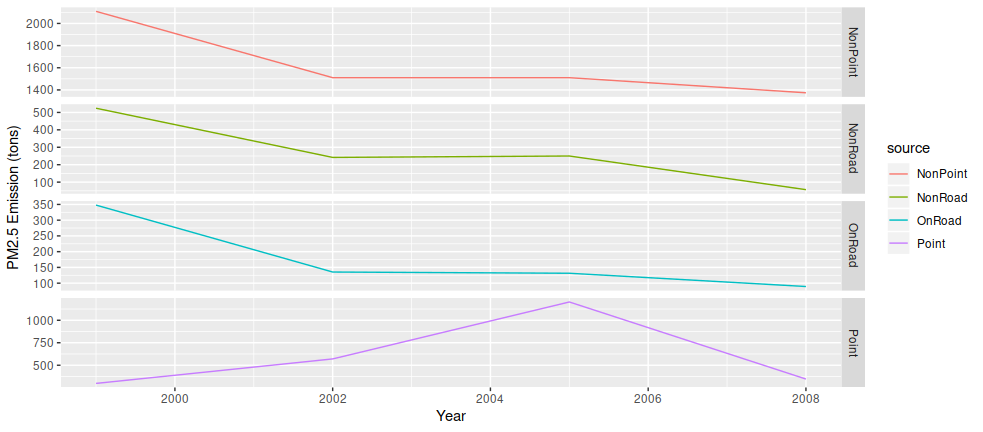 PM2.5 Emission (tons)
2000
1800
1600
1400
NonPoint
500
400
300
200
100
NonRoad
350
300
250
200
150
100
OnRoad
1000
750
500
Point
2000 2002 2004 2006 2008
Year
source
NonPoint
NonRoad
OnRoad
Point